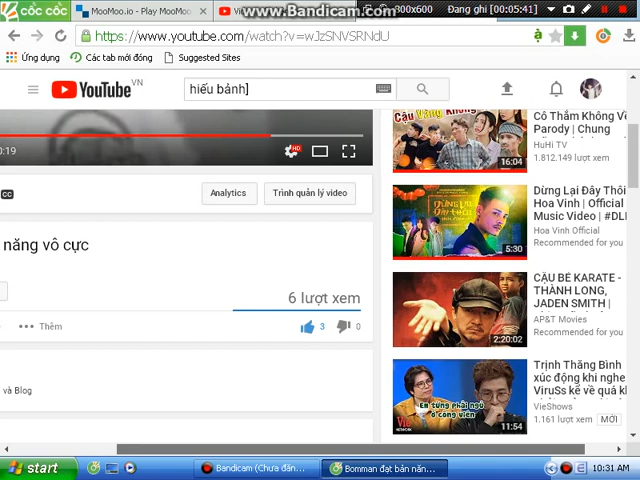 cốc cốc
MooMoo.io - Play MooMoo
www.Bandicam.com
800x600
Đang ghi [00:05:41]
https://www.youtube.com/watch?v=wJzSNVSRNdU
Ứng dụng
Các tab mới đóng
Suggested Sites
YouTube VN
hiếu bảnh]
0:19
HD
CC
Analytics
Trình quản lý video
năng vô cực
6 lượt xem
Thêm
3
0
và Blog
16:04
Cô Thắm Không Về
Parody | Chung
HuHi TV
1.812.149 lượt xem
5:30
Dừng Lại Đây Thôi
Hoa Vinh | Official
Music Video | #DL
Hoa Vinh Official
Recommended for you
2:20:02
CẬU BÉ KARATE -
THÀNH LONG,
JADEN SMITH |
AP&T Movies
Recommended for you
Em từng phải ngủ
ở công viên
11:54
Trịnh Thăng Bình
xúc động khi nghe
ViruSs kể về quá k
VieShows
1.161 lượt xem MỚI
start
Bandicam (Chưa đăn...
Bomman đạt bản năn...
10:31 AM